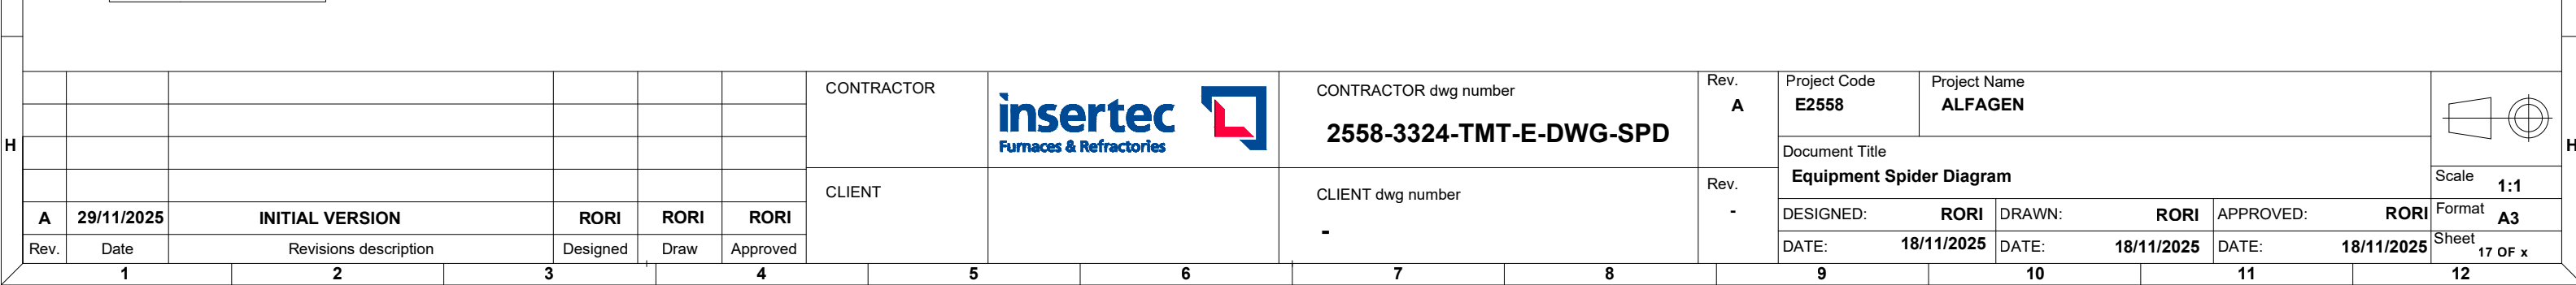 H
H
A 29/11/2025 INITIAL VERSION RORI RORI RORI
Rev. Date Revisions description Designed Draw Approved
CONTRACTOR
insertec
Furnaces & Refractories
CONTRACTOR dwg number
2558-3324-TMT-E-DWG-SPD
Rev.
A
CLIENT
CLIENT dwg number
-
Rev.
-
Project Code
E2558
Project Name
ALFAGEN
Document Title
Equipment Spider Diagram
DESIGNED: RORI DRAWN: RORI APPROVED: RORI
DATE: 18/11/2025 DATE: 18/11/2025 DATE: 18/11/2025
Scale
1:1
Format
A3
Sheet
17 OF x
1 2 3 4 5 6 7 8 9 10 11 12